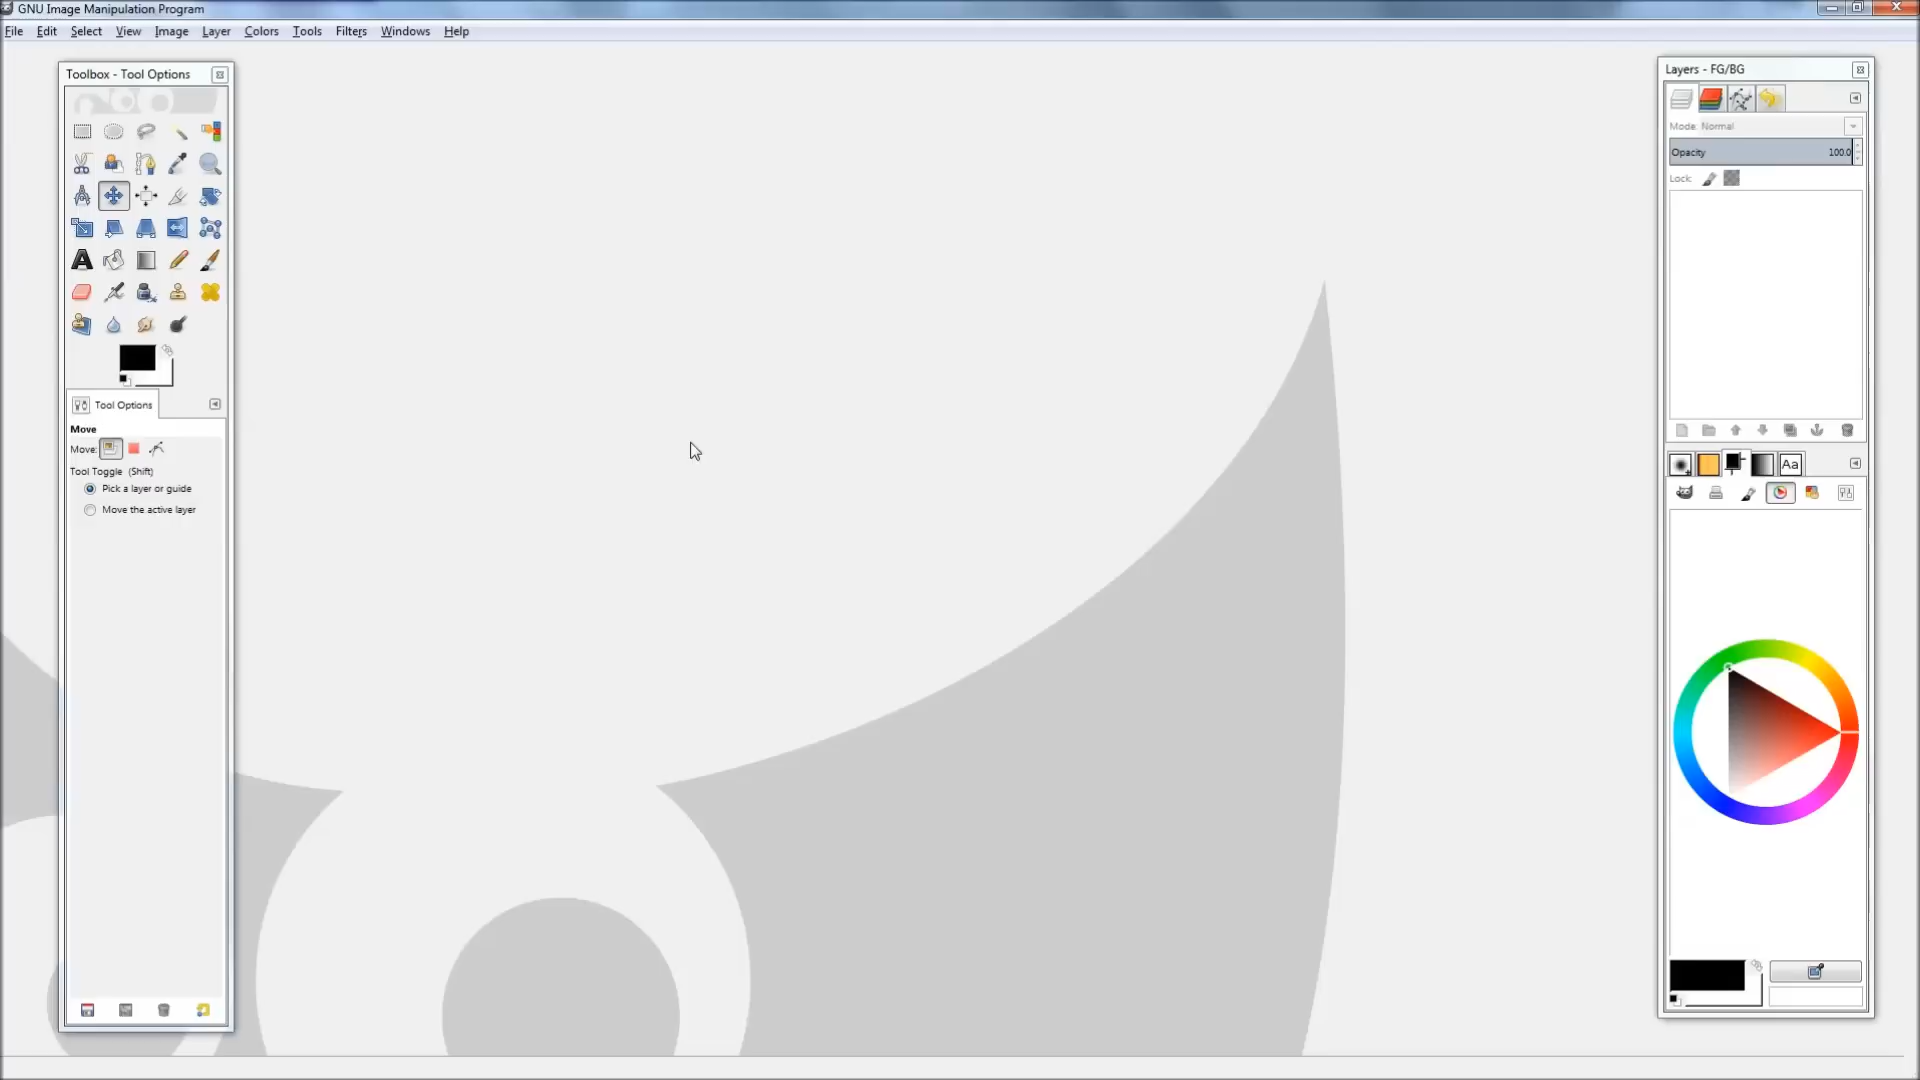 GNU Image Manipulation Program
File Edit Select View Image Layer Colors Tools Filters Windows Help
Toolbox - Tool Options
Tool Options
Move
Move:
Tool Toggle (Shift)
Pick a layer or guide
Move the active layer
Layers - FG/BG
Mode: Normal
Opacity 100.0
Lock:
Aa